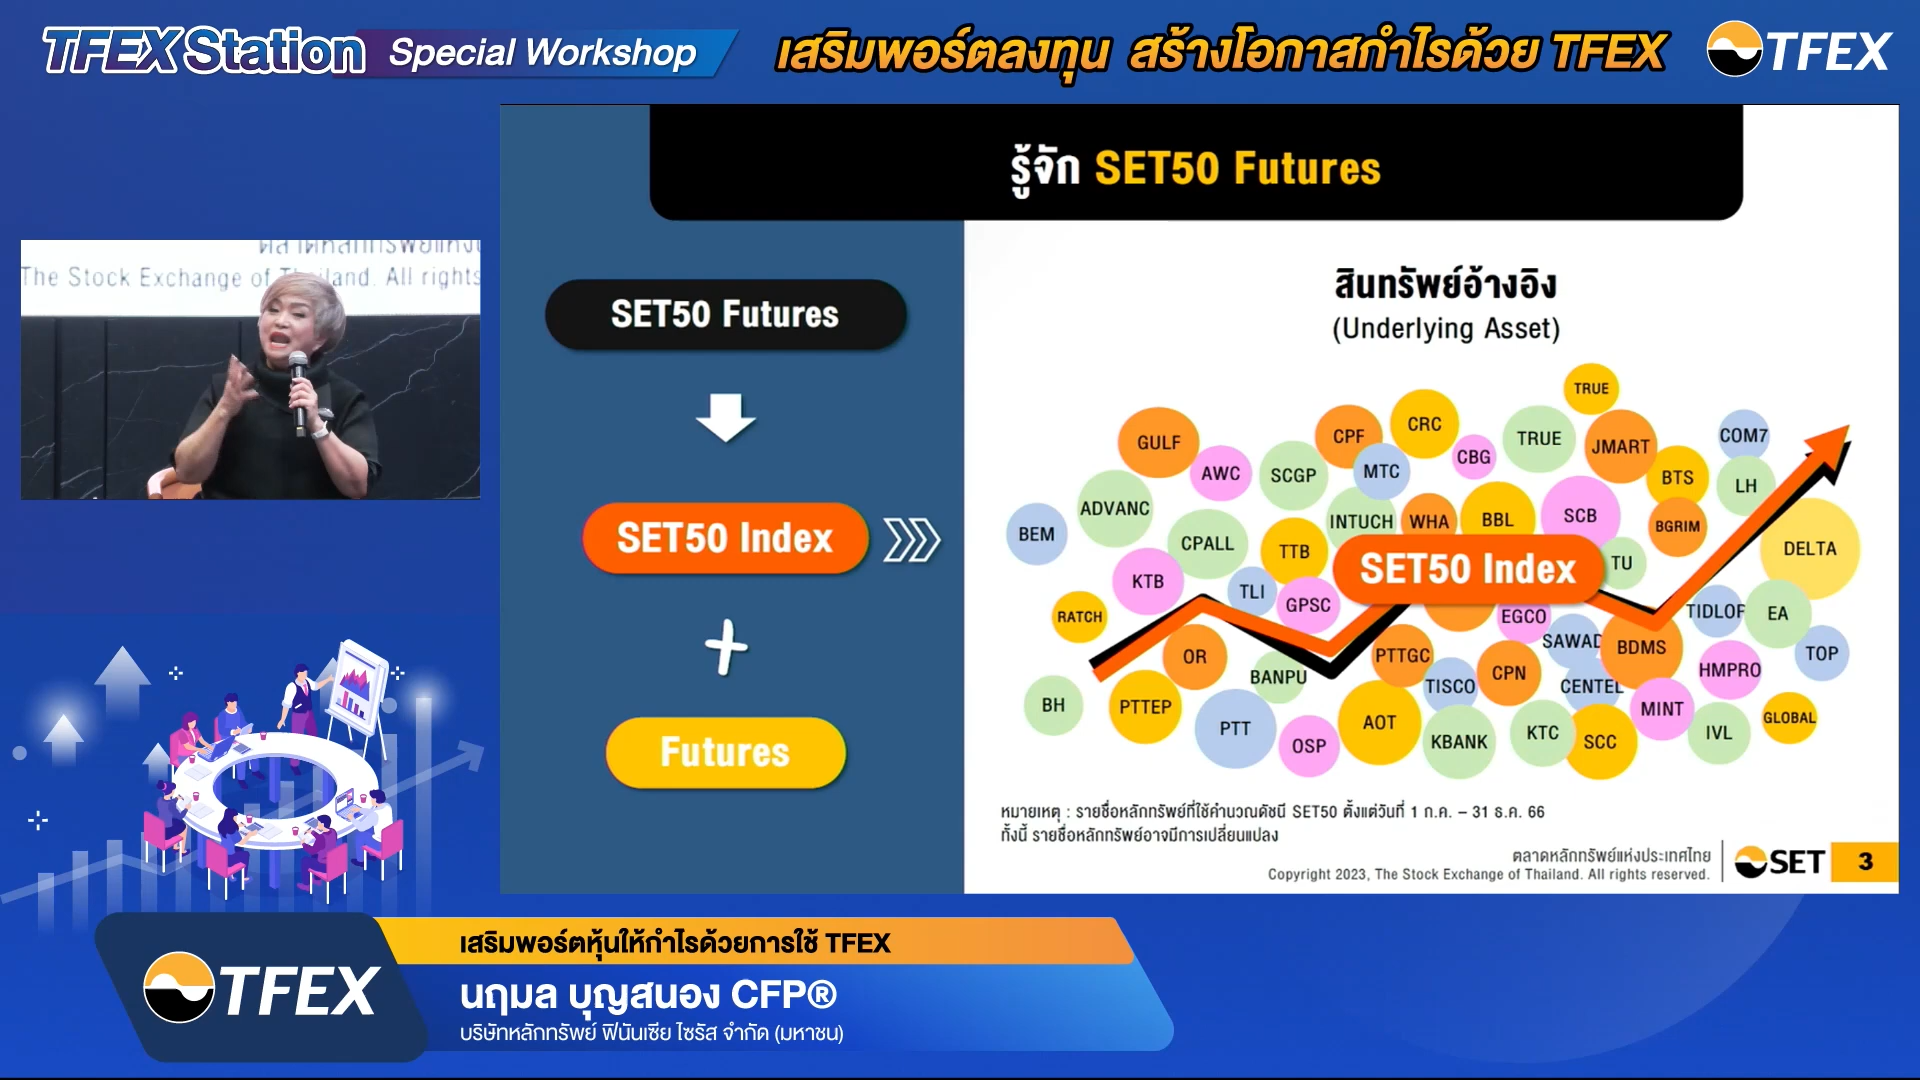 TFEX Station Special Workshop
เสริมพอร์ตลงทุน สร้างโอกาสกำไรด้วย TFEX
TFEX
The Stock Exchange of Thailand. All rights
รู้จัก SET50 Futures
SET50 Futures
SET50 Index
+
Futures
สินทรัพย์อ้างอิง
(Underlying Asset)
TRUE
GULF
CPF
CRC
TRUE
JMART
COM7
AWC
SCGP
MTC
CBG
BTS
LH
BEM
ADVANC
CPALL
INTUCH
WHA
BBL
SCB
BGRIM
DELTA
KTB
TTB
SET50 Index
TU
RATCH
TLI
GPSC
EGCO
TIDLOR
EA
OR
BANPU
PTTGC
SAWAD
BDMS
HMPRO
TOP
BH
PTTEP
PTT
OSP
AOT
TISCO
CPN
CENTEL
MINT
GLOBAL
KBANK
KTC
SCC
IVL
หมายเหตุ : รายชื่อหลักทรัพย์ที่ใช้คำนวณดัชนี SET50 ตั้งแต่วันที่ 1 ก.ค. – 31 ธ.ค. 66
ทั้งนี้ รายชื่อหลักทรัพย์อาจมีการเปลี่ยนแปลง
ตลาดหลักทรัพย์แห่งประเทศไทย
Copyright 2023, The Stock Exchange of Thailand. All rights reserved.
SET
3
TFEX
เสริมพอร์ตหุ้นให้กำไรด้วยการใช้ TFEX
นฤมล บุญสนอง CFP®
บริษัทหลักทรัพย์ ฟินันเซีย ไซรัส จำกัด (มหาชน)